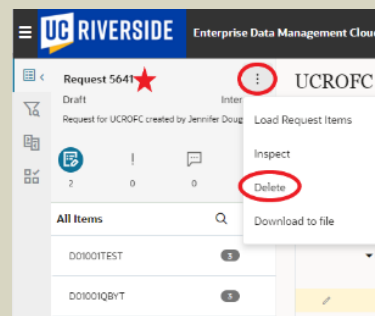 UC RIVERSIDE Enterprise Data Management Clou
Request 5641 UCROFC
Draft Inter
Request for UCROFC created by Jennifer Doug
Load Request Items
Inspect
2 0 0
Delete
All Items
Download to file
D01001TEST 3
D01001QBYT 3